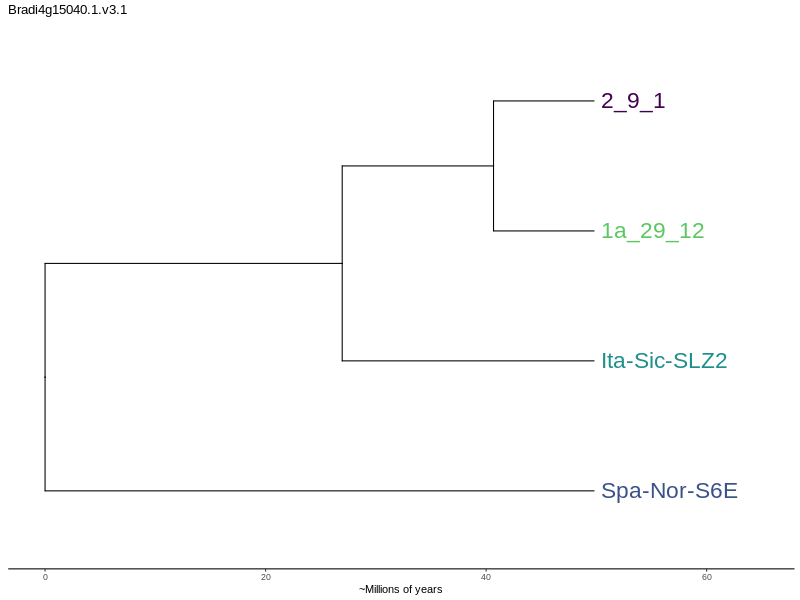 Bradi4g15040.1.v3.1
2_9_1
1a_29_12
Ita-Sic-SLZ2
Spa-Nor-S6E
0 20 40 60
~Millions of years